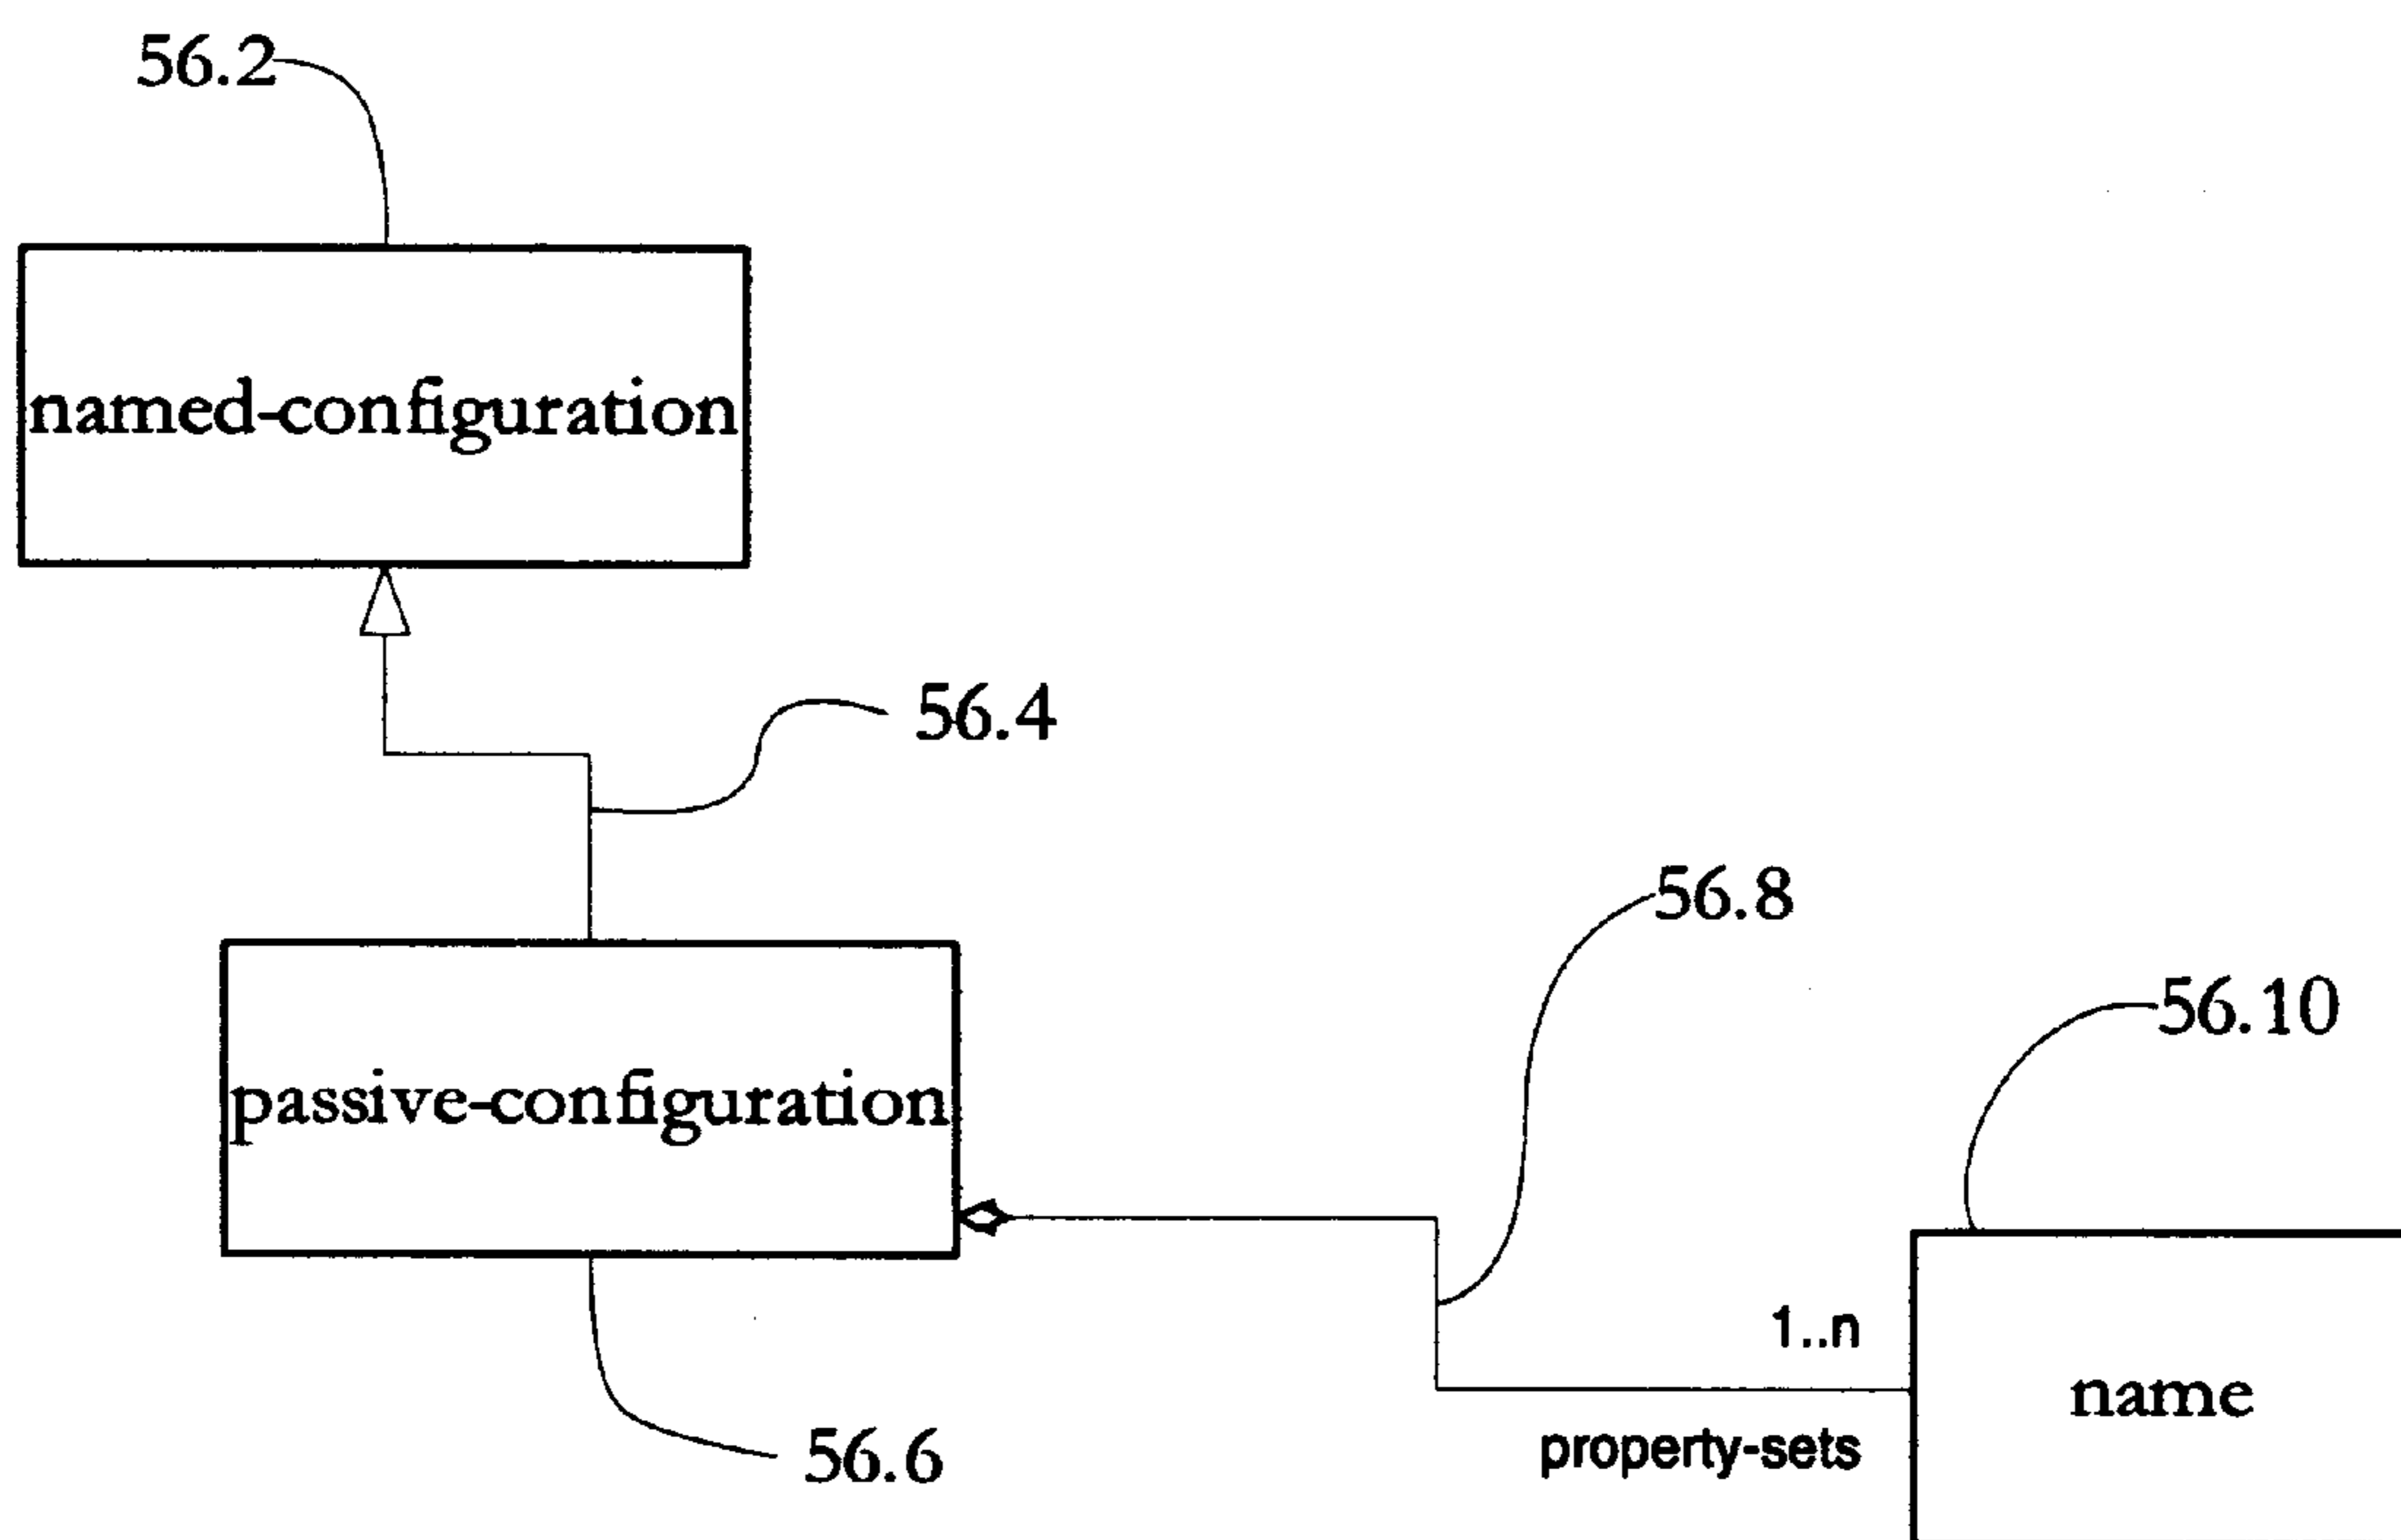 56.2
named-configuration
56.4
56.8
56.10
passive-configuration
1..n
name
property-sets
56.6